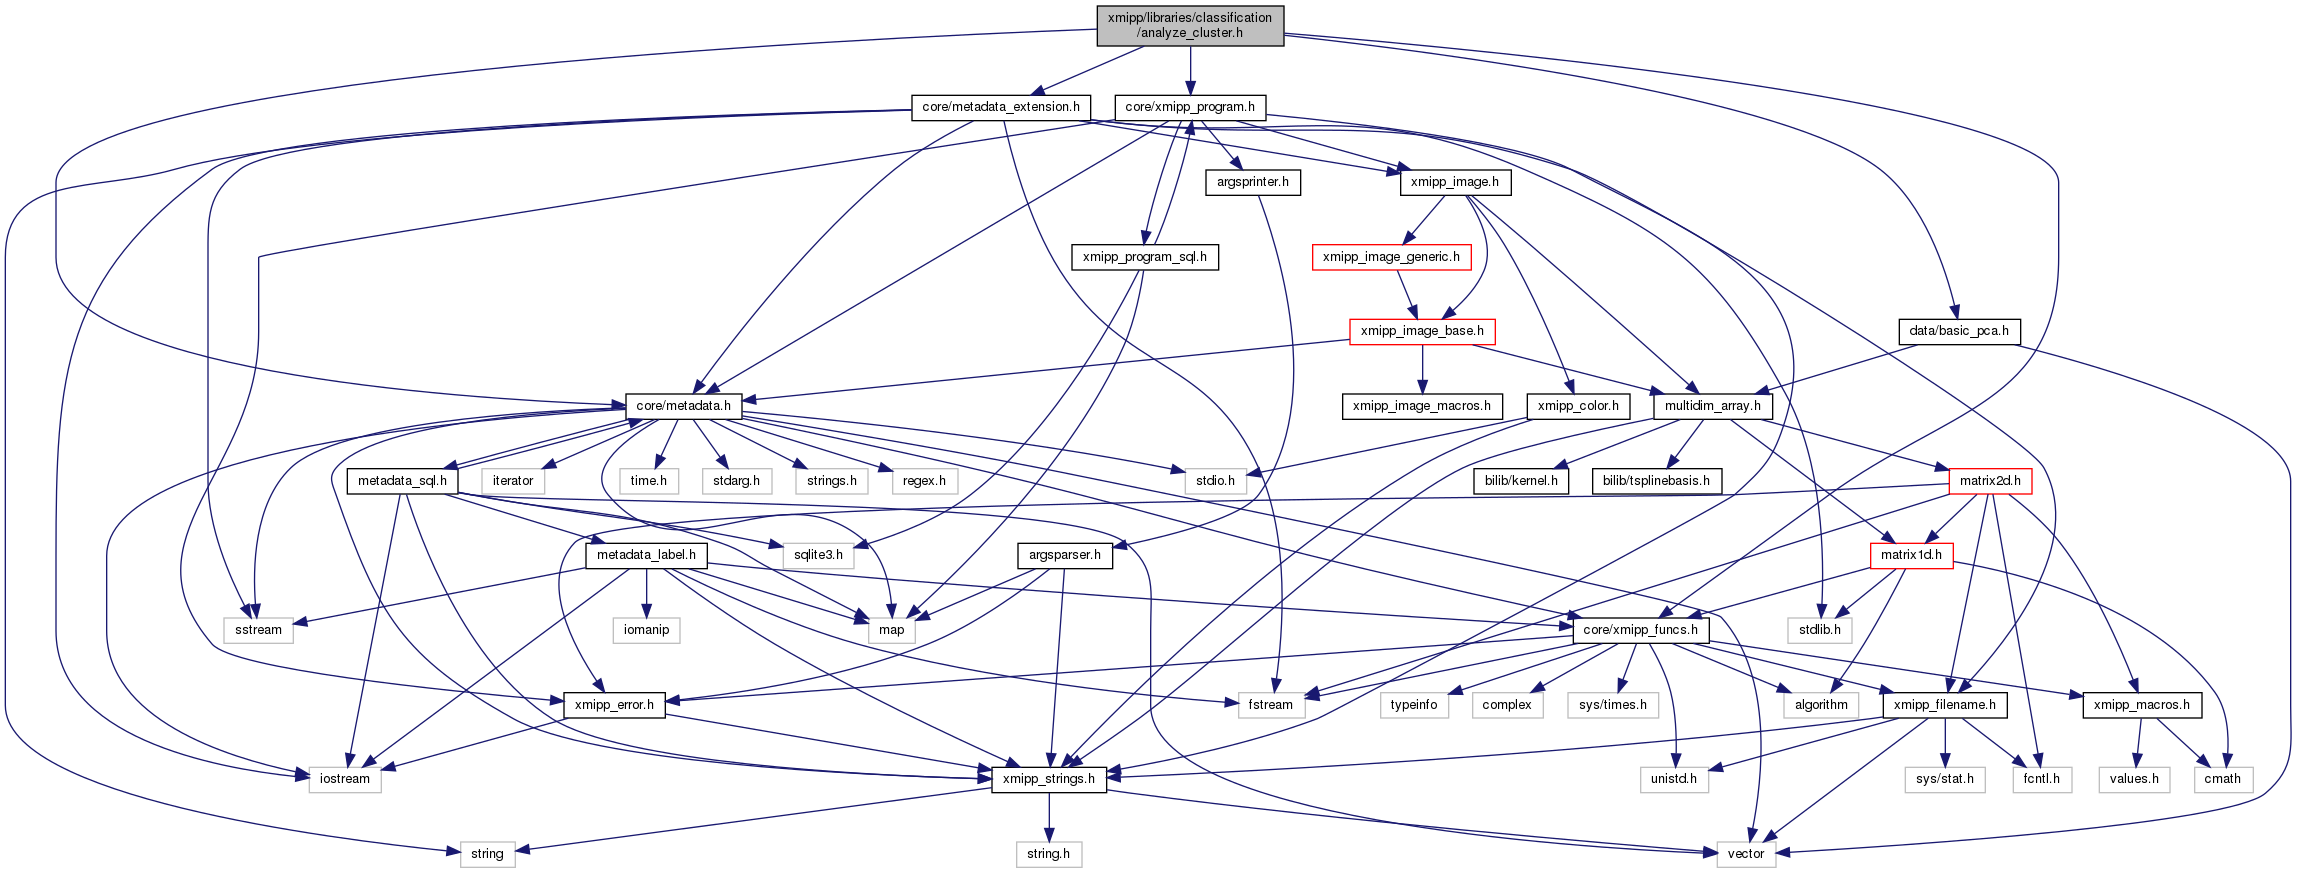 xmipp/libraries/classification
/analyze_cluster.h
core/metadata_extension.h
core/xmipp_program.h
argsprinter.h
xmipp_image.h
xmipp_program_sql.h
xmipp_image_generic.h
xmipp_image_base.h
data/basic_pca.h
core/metadata.h
xmipp_image_macros.h
xmipp_color.h
multidim_array.h
metadata_sql.h
iterator
time.h
stdarg.h
strings.h
regex.h
stdio.h
bilib/kernel.h
bilib/tsplinebasis.h
matrix2d.h
metadata_label.h
sqlite3.h
argsparser.h
matrix1d.h
sstream
iomanip
map
core/xmipp_funcs.h
stdlib.h
xmipp_error.h
fstream
typeinfo
complex
sys/times.h
algorithm
xmipp_filename.h
xmipp_macros.h
iostream
xmipp_strings.h
unistd.h
sys/stat.h
fcntl.h
values.h
cmath
string
string.h
vector